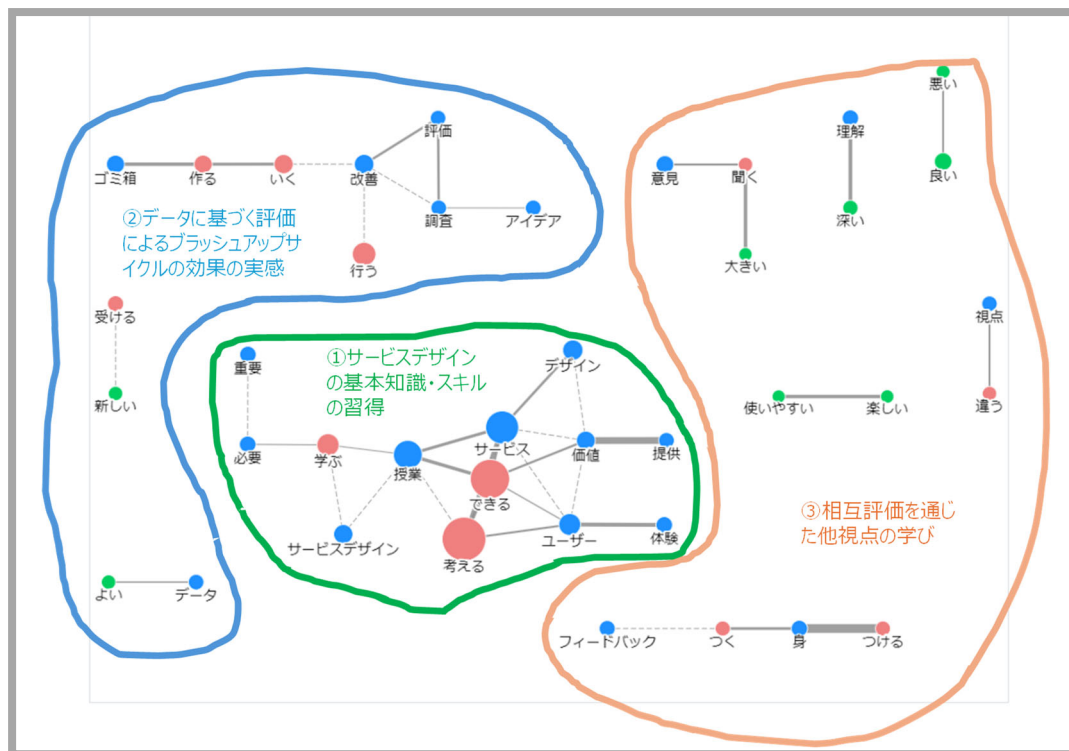 悪い
評価
理解
ゴミ箱
作る
いく
改善
意見
聞く
良い
調査
アイデア
深い
②データに基づく評価
によるブラッシュアップサ
イクルの効果の実感
行う
大きい
受ける
視点
重要
①サービスデザイン
の基本知識・スキル
の習得
デザイン
新しい
使いやすい
楽しい
違う
必要
学ぶ
授業
サービス
価値
提供
できる
③相互評価を通じ
た他視点の学び
サービスデザイン
考える
ユーザー
体験
よい
データ
フィードバック
つく
身
つける